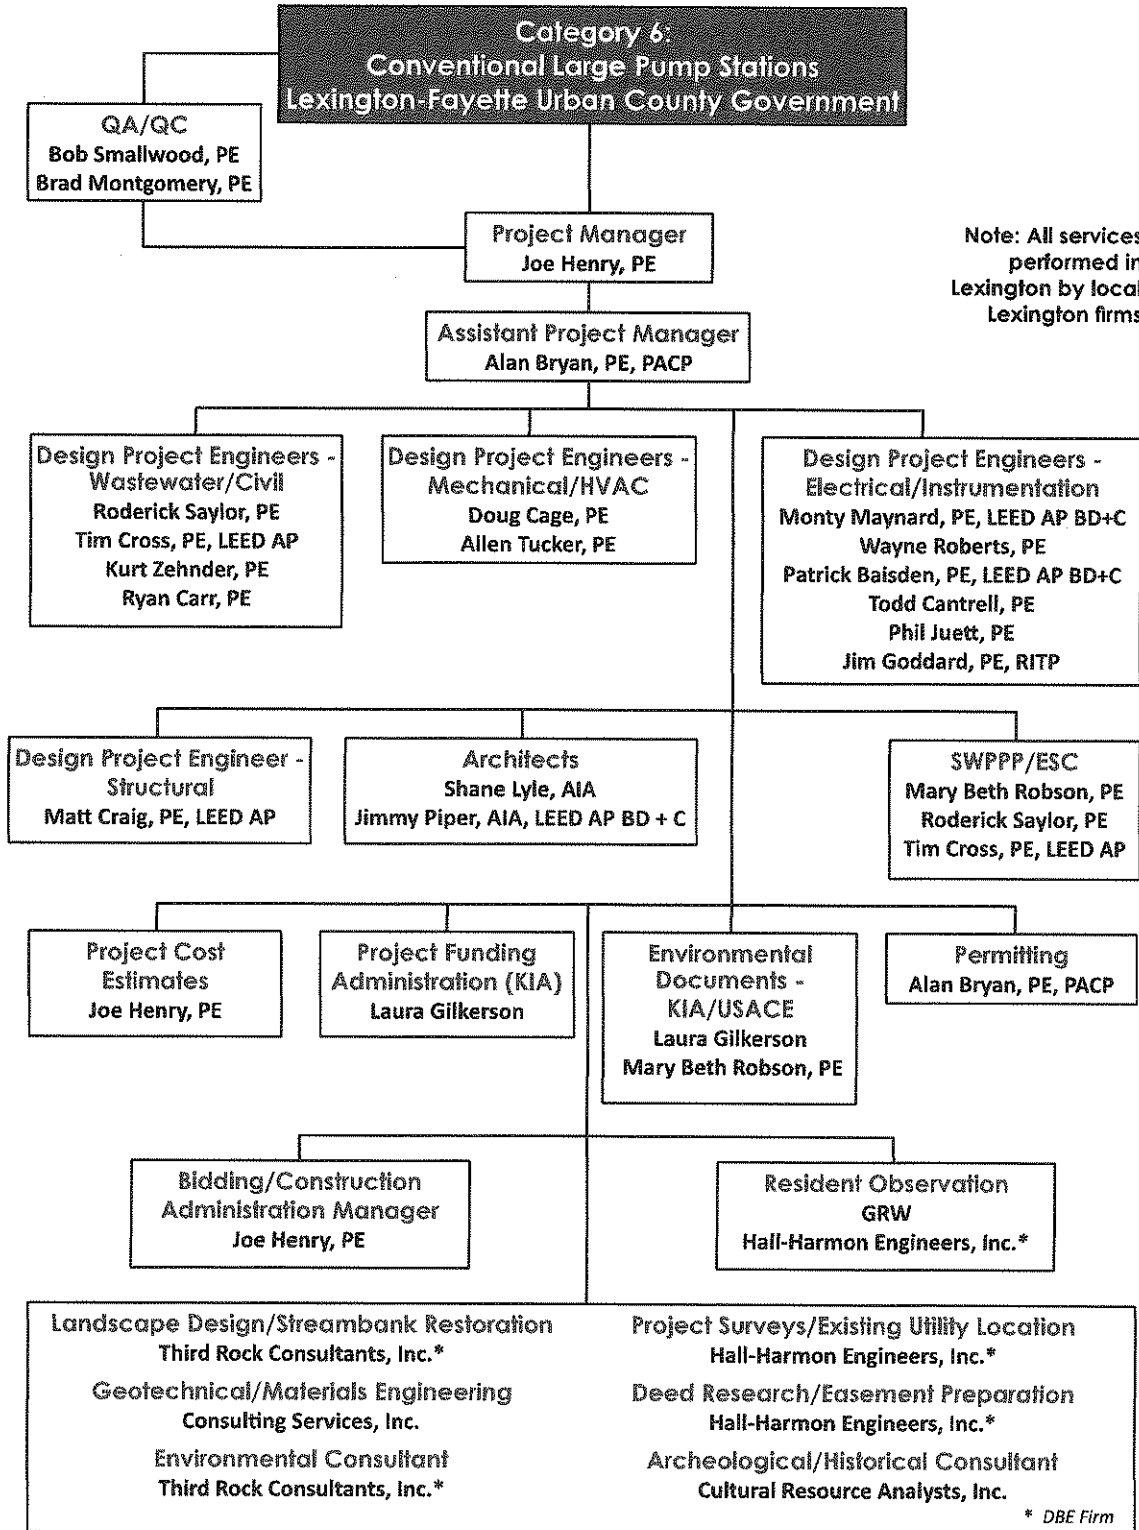 Category 6:
Conventional Large Pump Stations
Lexington-Fayette Urban County Government
QA/QC
Bob Smallwood, PE
Brad Montgomery, PE
Project Manager
Joe Henry, PE
Note: All services
performed in
Lexington by local
Lexington firms
Assistant Project Manager
Alan Bryan, PE, PACP
Design Project Engineers -
Wastewater/Civil
Roderick Saylor, PE
Tim Cross, PE, LEED AP
Kurt Zehnder, PE
Ryan Carr, PE
Design Project Engineers -
Mechanical/HVAC
Doug Cage, PE
Allen Tucker, PE
Design Project Engineers -
Electrical/Instrumentation
Monty Maynard, PE, LEED AP BD+C
Wayne Roberts, PE
Patrick Baisden, PE, LEED AP BD+C
Todd Cantrell, PE
Phil Juett, PE
Jim Goddard, PE, RITP
Design Project Engineer -
Structural
Matt Craig, PE, LEED AP
Architects
Shane Lyle, AIA
Jimmy Piper, AIA, LEED AP BD + C
SWPPP/ESC
Mary Beth Robson, PE
Roderick Saylor, PE
Tim Cross, PE, LEED AP
Project Cost
Estimates
Joe Henry, PE
Project Funding
Administration (KIA)
Laura Gilkerson
Environmental
Documents -
KIA/USACE
Laura Gilkerson
Mary Beth Robson, PE
Permitting
Alan Bryan, PE, PACP
Bidding/Construction
Administration Manager
Joe Henry, PE
Resident Observation
GRW
Hall-Harmon Engineers, Inc.*
Landscape Design/Streambank Restoration
Third Rock Consultants, Inc.*
Geotechnical/Materials Engineering
Consulting Services, Inc.
Environmental Consultant
Third Rock Consultants, Inc.*
Project Surveys/Existing Utility Location
Hall-Harmon Engineers, Inc.*
Deed Research/Easement Preparation
Hall-Harmon Engineers, Inc.*
Archeological/Historical Consultant
Cultural Resource Analysts, Inc.
* DBE Firm